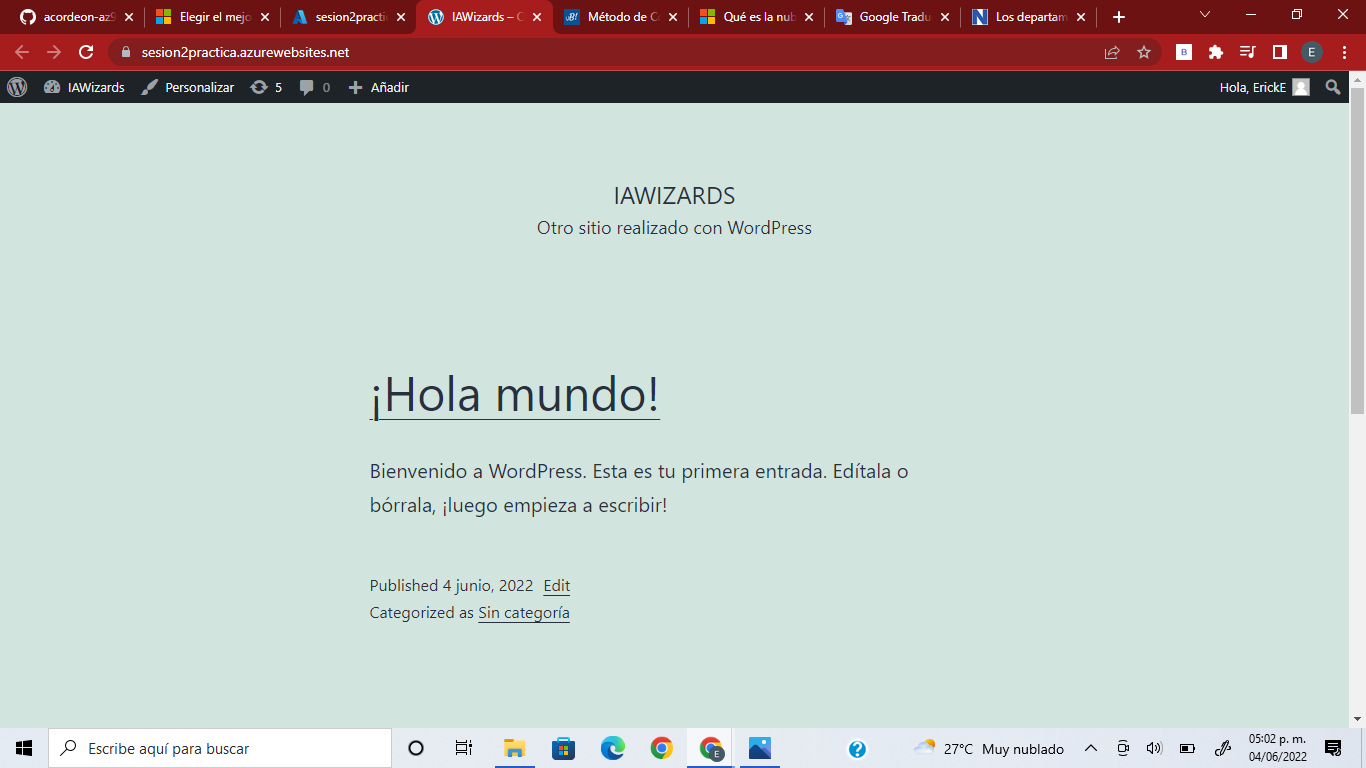 acordeon-az9
Elegir el mejo
sesion2practic
IAWizards – C
Método de C
Qué es la nub
Google Tradu
Los departam
sesion2practica.azurewebsites.net
B
E
IAWizards
Personalizar
5
0
Añadir
Hola, ErickE
IAWIZARDS
Otro sitio realizado con WordPress
¡Hola mundo!
Bienvenido a WordPress. Esta es tu primera entrada. Edítala o
bórrala, ¡luego empieza a escribir!
Published 4 junio, 2022 Edit
Categorized as Sin categoría
Escribe aquí para buscar
27°C Muy nublado
05:02 p. m.
04/06/2022